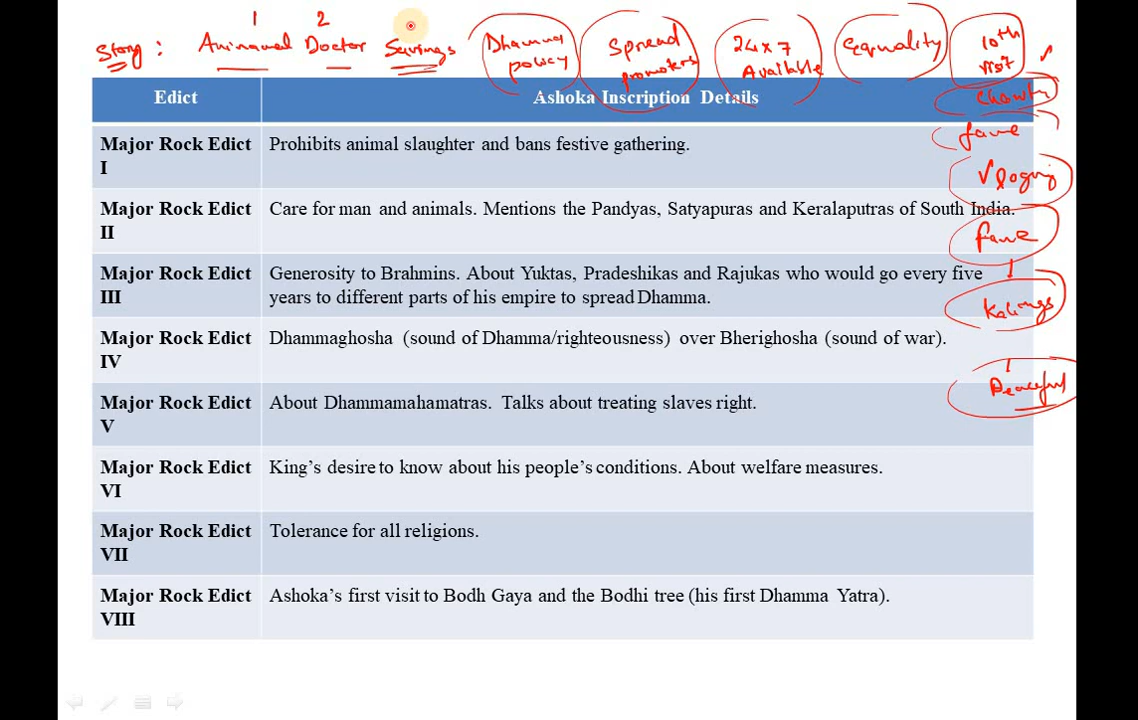 1 2
Story : Animamal Doctor Savings Dhamma policy Spread promoters 24x7 Available equality 10th visit
Edict Ashoka Inscription Details
Major Rock Edict I Prohibits animal slaughter and bans festive gathering.
Major Rock Edict II Care for man and animals. Mentions the Pandyas, Satyapuras and Keralaputras of South India.
Major Rock Edict III Generosity to Brahmins. About Yuktas, Pradeshikas and Rajukas who would go every five
years to different parts of his empire to spread Dhamma.
Major Rock Edict IV Dhammaghosha (sound of Dhamma/righteousness) over Bherighosha (sound of war).
Major Rock Edict V About Dhammamahamatras. Talks about treating slaves right.
Major Rock Edict VI King's desire to know about his people's conditions. About welfare measures.
Major Rock Edict VII Tolerance for all religions.
Major Rock Edict VIII Ashoka's first visit to Bodh Gaya and the Bodhi tree (his first Dhamma Yatra).
fame
Vlogging
fame
Kalinga
Peaceful